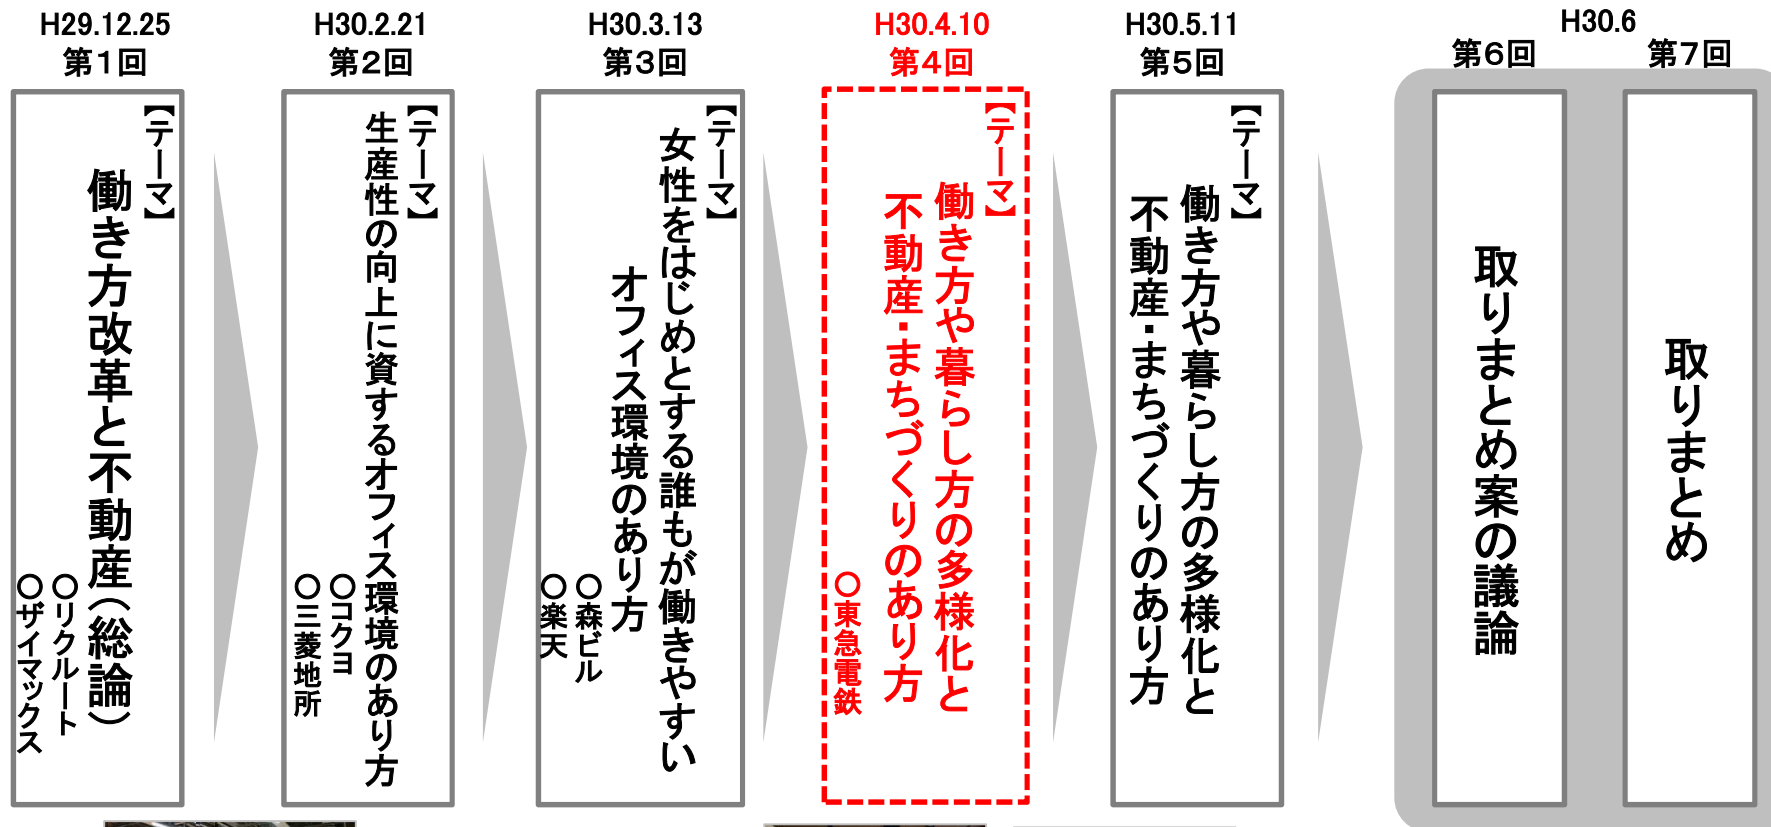 H29.12.25
第1回
【テーマ】
働き方改革と不動産（総論）
○リクルート
○ザイマックス
H30.2.21
第2回
【テーマ】
生産性の向上に資するオフィス環境のあり方
○コクヨ
○三菱地所
H30.3.13
第3回
【テーマ】
女性をはじめとする誰もが働きやすい
オフィス環境のあり方
○森ビル
○楽天
H30.4.10
第4回
【テーマ】
働き方や暮らし方の多様化と
不動産・まちづくりのあり方
○東急電鉄
H30.5.11
第5回
【テーマ】
働き方や暮らし方の多様化と
不動産・まちづくりのあり方
H30.6
第6回
取りまとめ案の議論
第7回
取りまとめ